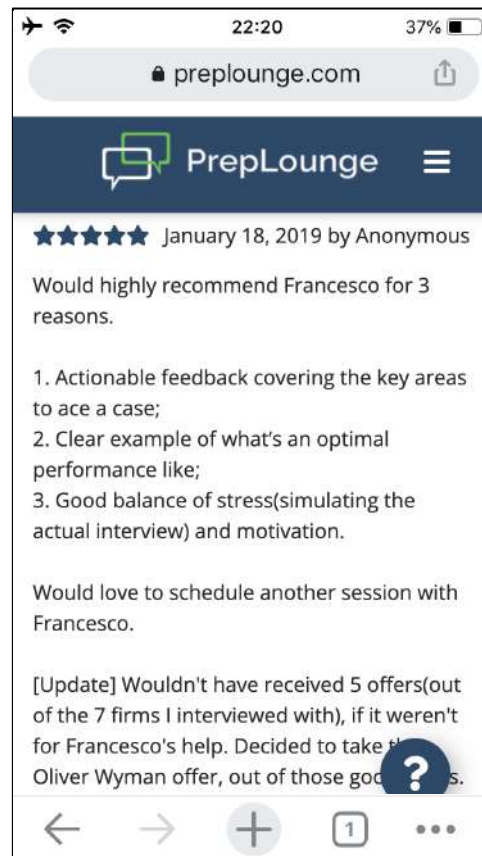 22:20
37%
preplounge.com
PrepLounge
January 18, 2019 by Anonymous
Would highly recommend Francesco for 3
reasons.
1. Actionable feedback covering the key areas
to ace a case;
2. Clear example of what's an optimal
performance like;
3. Good balance of stress(simulating the
actual interview) and motivation.
Would love to schedule another session with
Francesco.
[Update] Wouldn't have received 5 offers(out
of the 7 firms I interviewed with), if it weren't
for Francesco's help. Decided to take
Oliver Wyman offer, out of those
?
1